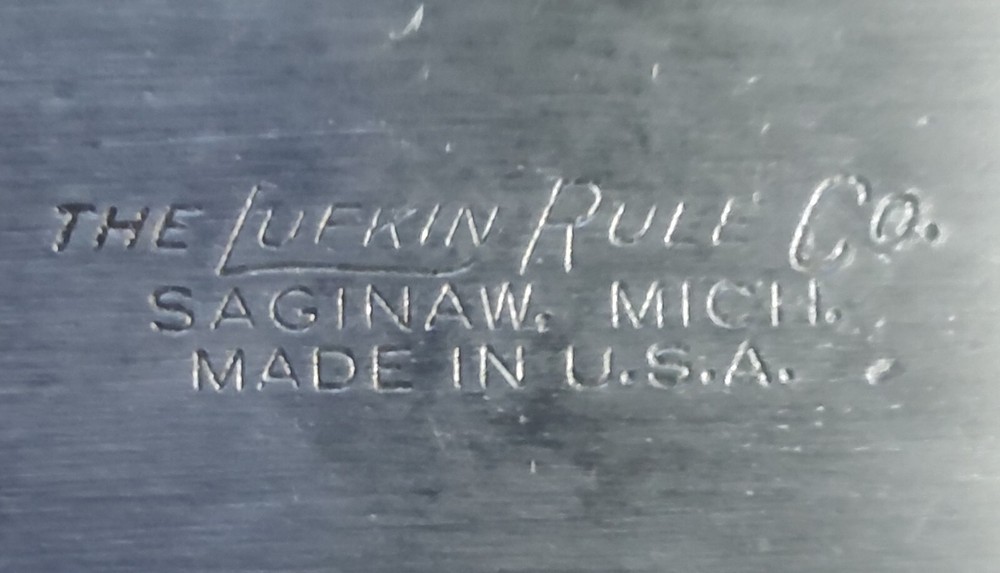 THE LUFKIN RULE CO.
SAGINAW, MICH.
MADE IN U.S.A.